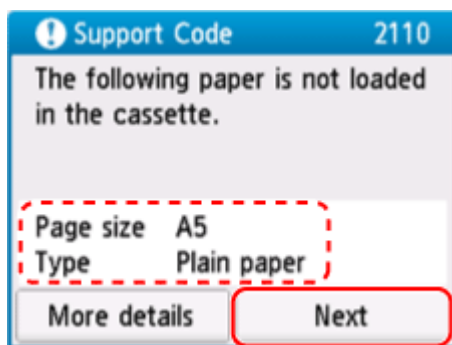 Support Code 2110
The following paper is not loaded
in the cassette.
Page size A5
Type Plain paper
More details Next